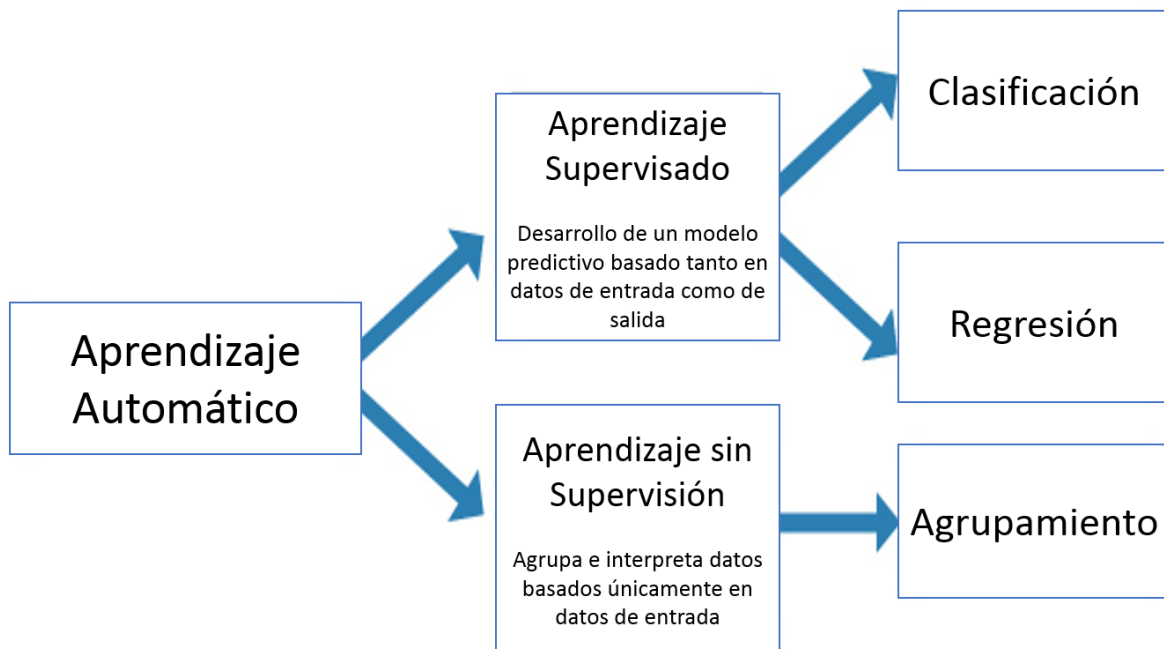 Aprendizaje
Automático
Aprendizaje
Supervisado
Desarrollo de un modelo
predictivo basado tanto en
datos de entrada como de
salida
Aprendizaje sin
Supervisión
Agrupa e interpreta datos
basados únicamente en
datos de entrada
Clasificación
Regresión
Agrupamiento